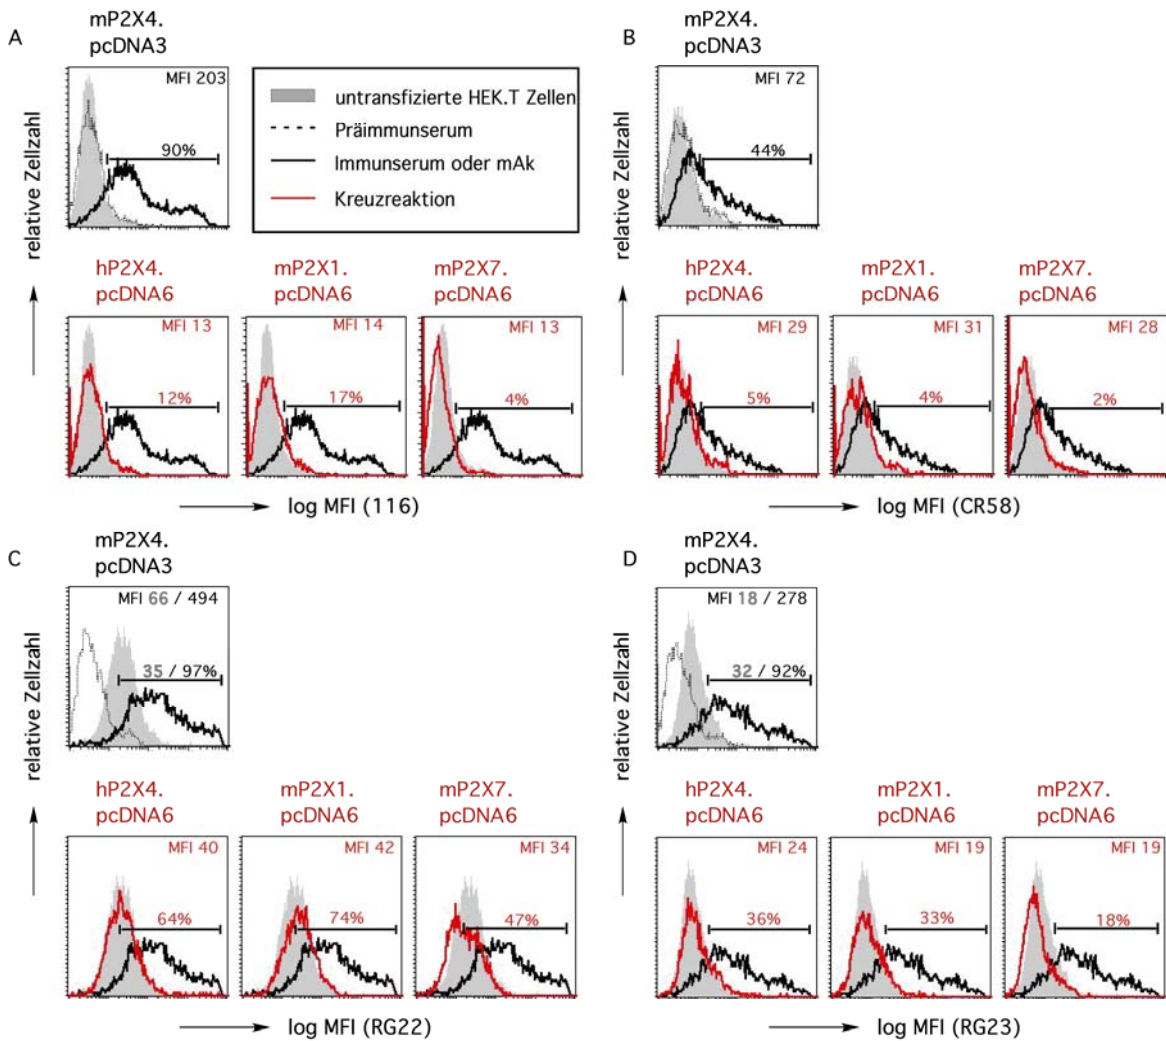 A
mP2X4.
pcDNA3
MFI 203
90%
relative Zellzahl
untransfizierte HEK.T Zellen
Präimmunserum
Immunserum oder mAk
Kreuzreaktion
hP2X4.
pcDNA6
MFI 13
12%
mP2X1.
pcDNA6
MFI 14
17%
mP2X7.
pcDNA6
MFI 13
4%
log MFI (116)
B
mP2X4.
pcDNA3
MFI 72
44%
relative Zellzahl
hP2X4.
pcDNA6
MFI 29
5%
mP2X1.
pcDNA6
MFI 31
4%
mP2X7.
pcDNA6
MFI 28
2%
log MFI (CR58)
C
mP2X4.
pcDNA3
MFI 66 / 494
35 / 97%
relative Zellzahl
hP2X4.
pcDNA6
MFI 40
64%
mP2X1.
pcDNA6
MFI 42
74%
mP2X7.
pcDNA6
MFI 34
47%
log MFI (RG22)
D
mP2X4.
pcDNA3
MFI 18 / 278
32 / 92%
relative Zellzahl
hP2X4.
pcDNA6
MFI 24
36%
mP2X1.
pcDNA6
MFI 19
33%
mP2X7.
pcDNA6
MFI 19
18%
log MFI (RG23)